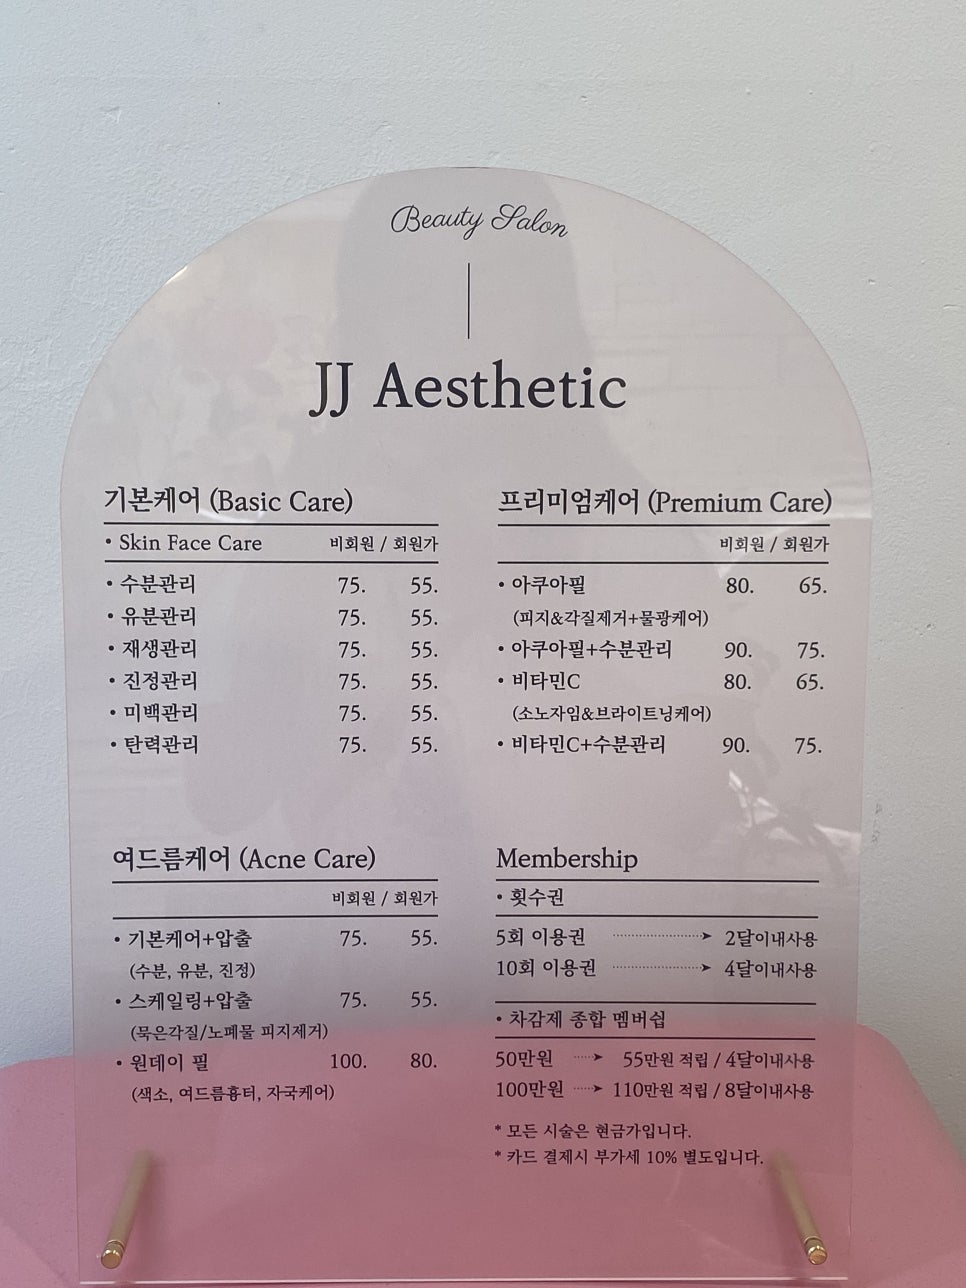 Beauty Salon
JJ Aesthetic
기본케어 (Basic Care)
• Skin Face Care 비회원 / 회원가
• 수분관리 75. 55.
• 유분관리 75. 55.
• 재생관리 75. 55.
• 진정관리 75. 55.
• 미백관리 75. 55.
• 탄력관리 75. 55.
프리미엄케어 (Premium Care)
비회원 / 회원가
• 아쿠아필 80. 65.
(피지&각질제거+물광케어)
• 아쿠아필+수분관리 90. 75.
• 비타민C 80. 65.
(소노자임&브라이트닝케어)
• 비타민C+수분관리 90. 75.
여드름케어 (Acne Care)
비회원 / 회원가
• 기본케어+압출 75. 55.
(수분, 유분, 진정)
• 스케일링+압출 75. 55.
(묵은각질/노폐물 피지제거)
• 원데이 필 100. 80.
(색소, 여드름흉터, 자국케어)
Membership
• 횟수권
5회 이용권 ➤ 2달이내사용
10회 이용권 ➤ 4달이내사용
• 차감제 종합 멤버쉽
50만원 ➤ 55만원 적립 / 4달이내사용
100만원 ➤ 110만원 적립 / 8달이내사용
* 모든 시술은 현금가입니다.
* 카드 결제시 부가세 10% 별도입니다.